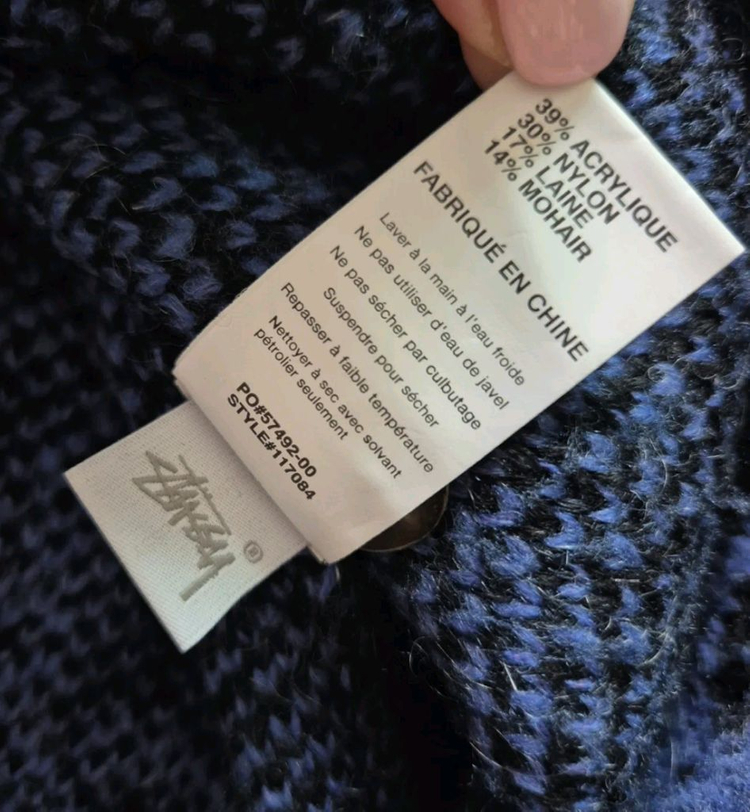 39% ACRYLIQUE
30% NYLON
17% LAINE
14% MOHAIR
FABRIQUÉ EN CHINE
Laver à la main à l'eau froide
Ne pas utiliser d'eau de javel
Ne pas sécher par culbutage
Suspendre pour sécher
Repasser à faible température
Nettoyer à sec avec solvant
pétrolier seulement
PO#57492-00
STYLE#117084
Stüssy ®